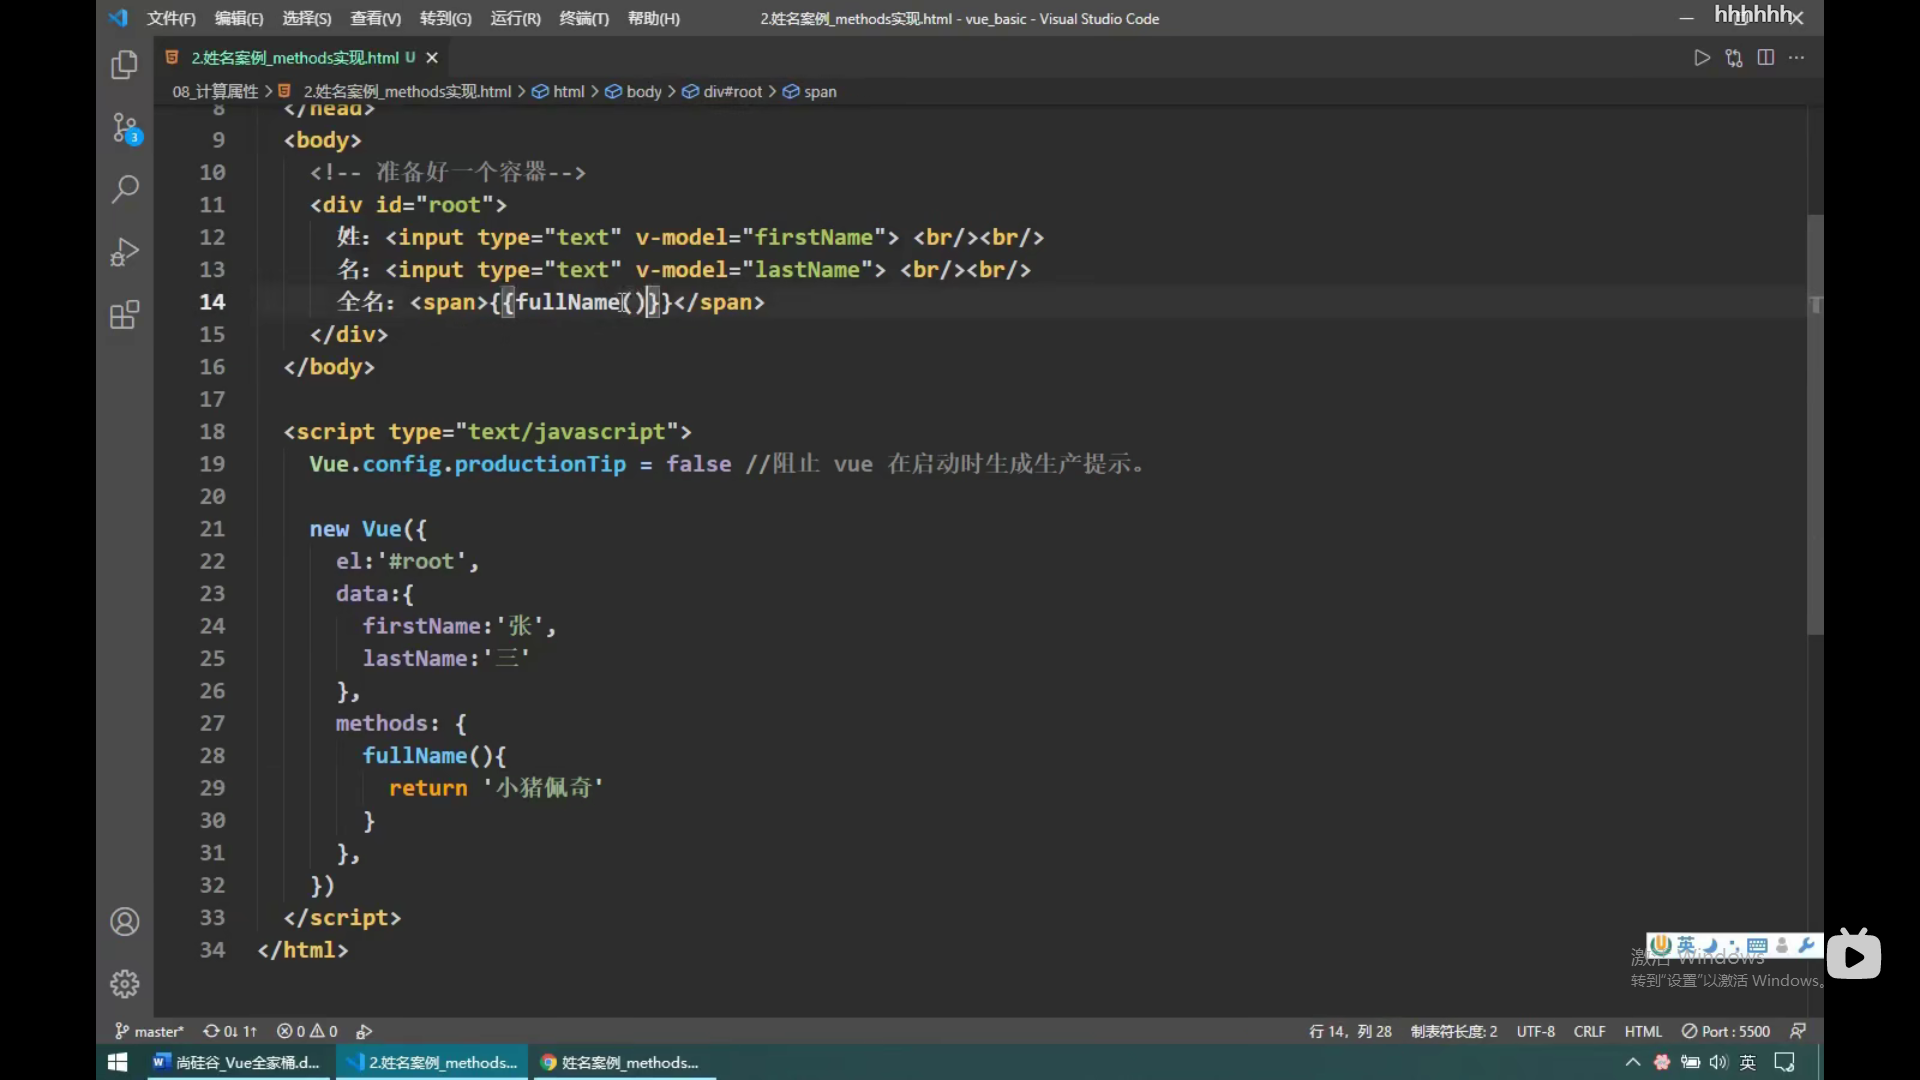 文件(F) 编辑(E) 选择(S) 查看(V) 转到(G) 运行(R) 终端(T) 帮助(H) 2.姓名案例_methods实现.html - vue_basic - Visual Studio Code hhhhhh
2.姓名案例_methods实现.html U
08_计算属性 > 2.姓名案例_methods实现.html > html > body > div#root > span
8 </head>
9 <body>
10 <!-- 准备好一个容器-->
11 <div id="root">
12 姓：<input type="text" v-model="firstName"> <br/><br/>
13 名：<input type="text" v-model="lastName"> <br/><br/>
14 全名：<span>{{fullName()}}</span>
15 </div>
16 </body>
17
18 <script type="text/javascript">
19 Vue.config.productionTip = false //阻止 vue 在启动时生成生产提示。
20
21 new Vue({
22 el:'#root',
23 data:{
24 firstName:'张',
25 lastName:'三'
26 },
27 methods: {
28 fullName(){
29 return '小猪佩奇'
30 }
31 },
32 })
33 </script>
34 </html>
3
英
激活 Windows
转到"设置"以激活 Windows。
master* 0↓ 1↑ 0 0 行 14，列 28 制表符长度: 2 UTF-8 CRLF HTML Port : 5500
尚硅谷_Vue全家桶.d... 2.姓名案例_methods... 姓名案例_methods... 英